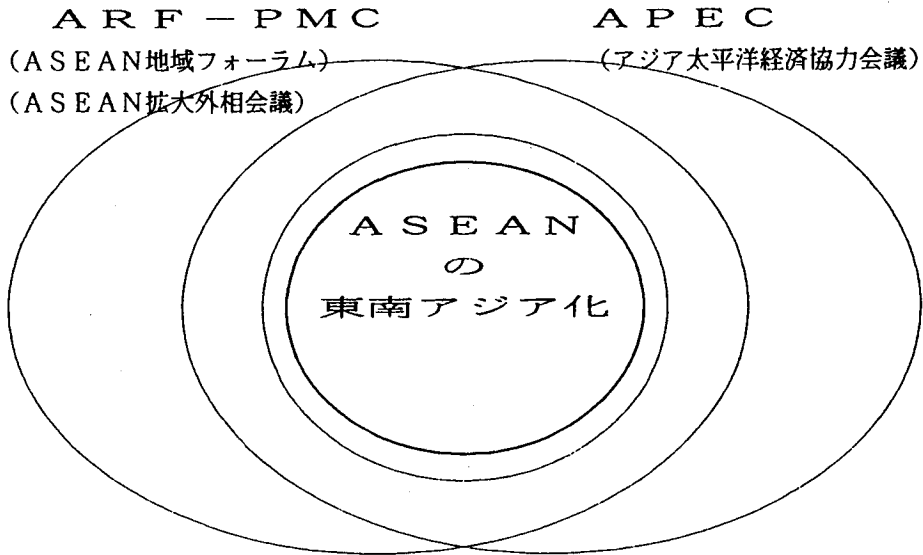 ARF－PMC
(ASEAN地域フォーラム)
(ASEAN拡大外相会議)
APEC
(アジア太平洋経済協力会議)
ASEAN
の
東南アジア化